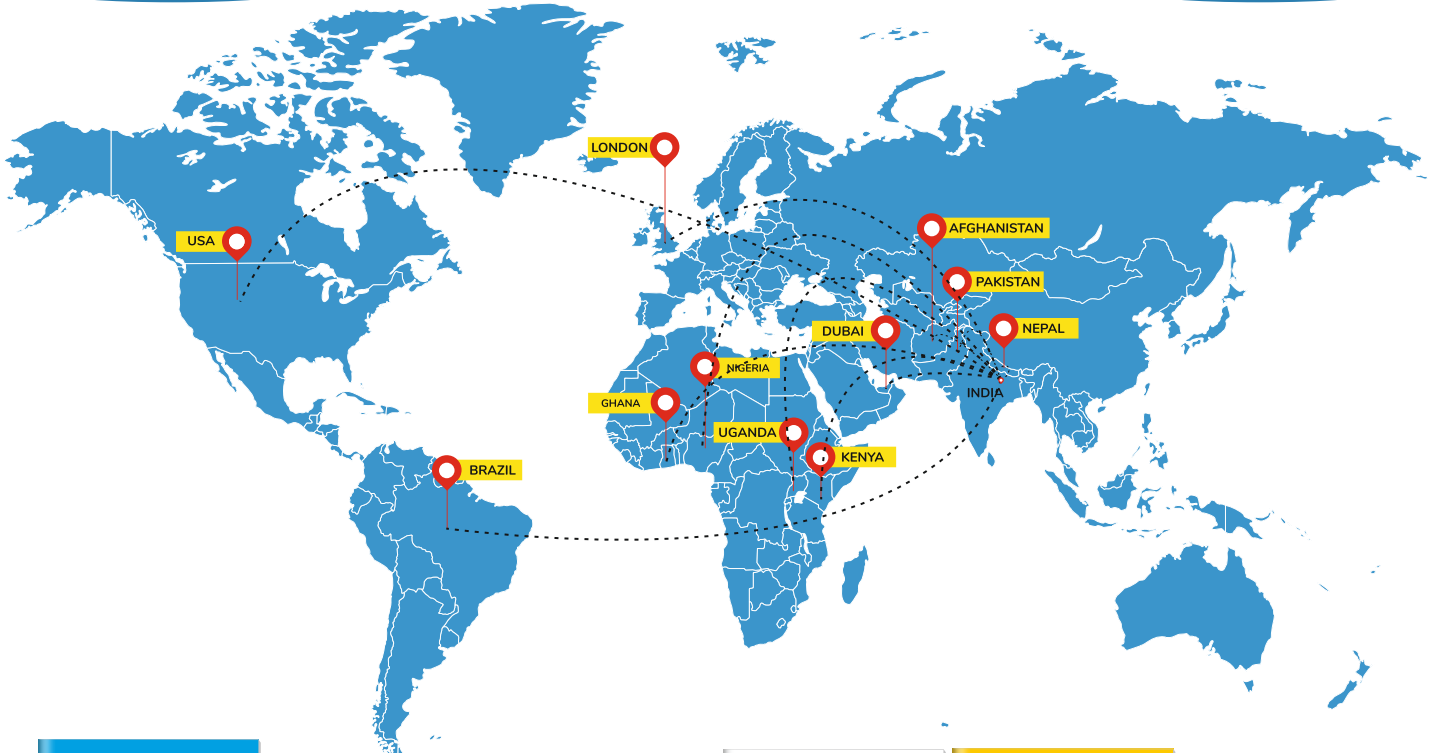 LONDON
USA
AFGHANISTAN
PAKISTAN
DUBAI
NEPAL
NIGERIA
INDIA
GHANA
UGANDA
KENYA
BRAZIL